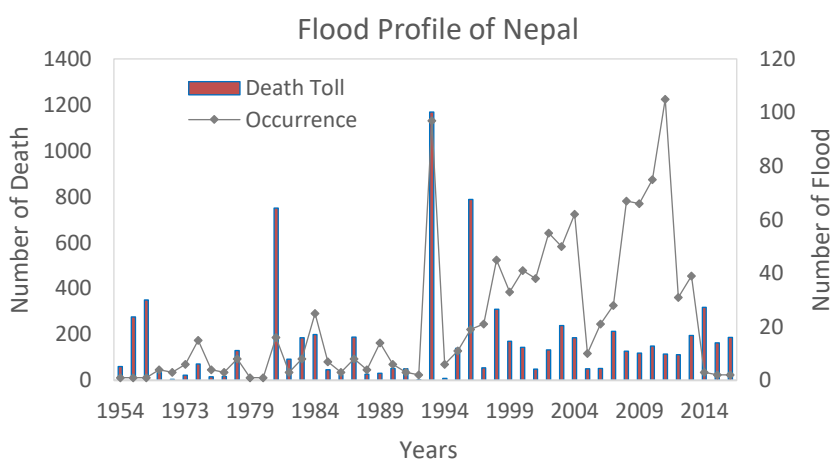 Flood Profile of Nepal
1400 120
1200 100
1000 80
800 60
600 40
400 20
200 0
0
Death Toll
Occurrence
Number of Death
Number of Flood
1954 1973 1979 1984 1989 1994 1999 2004 2009 2014
Years